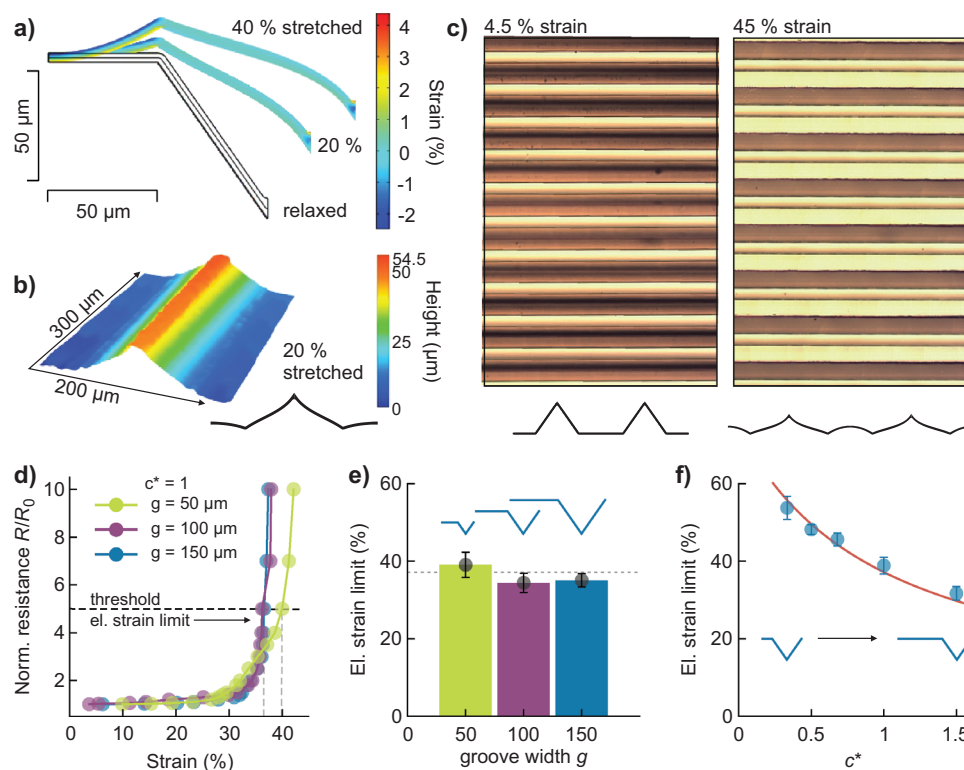 a)
40 % stretched
20 %
relaxed
50 µm
50 µm
4
3
2
1
0
-1
-2
Strain (%)
b)
300 µm
200 µm
20 %
stretched
54.5
50
25
0
Height (µm)
c)
4.5 % strain
45 % strain
d)
c* = 1
g = 50 µm
g = 100 µm
g = 150 µm
threshold
el. strain limit
10
8
6
4
2
0
10
20
30
40
Norm. resistance R/R0
Strain (%)
e)
60
40
20
0
50
100
150
El. strain limit (%)
groove width g
f)
60
40
20
0
0
0.5
1
1.5
El. strain limit (%)
c*